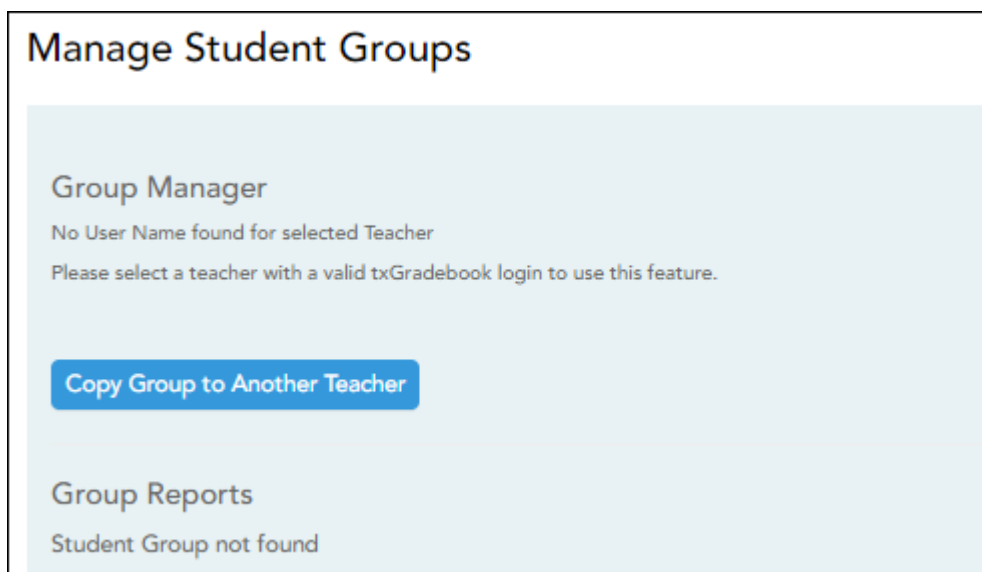 Manage Student Groups
Group Manager
No User Name found for selected Teacher
Please select a teacher with a valid txGradebook login to use this feature.
Copy Group to Another Teacher
Group Reports
Student Group not found